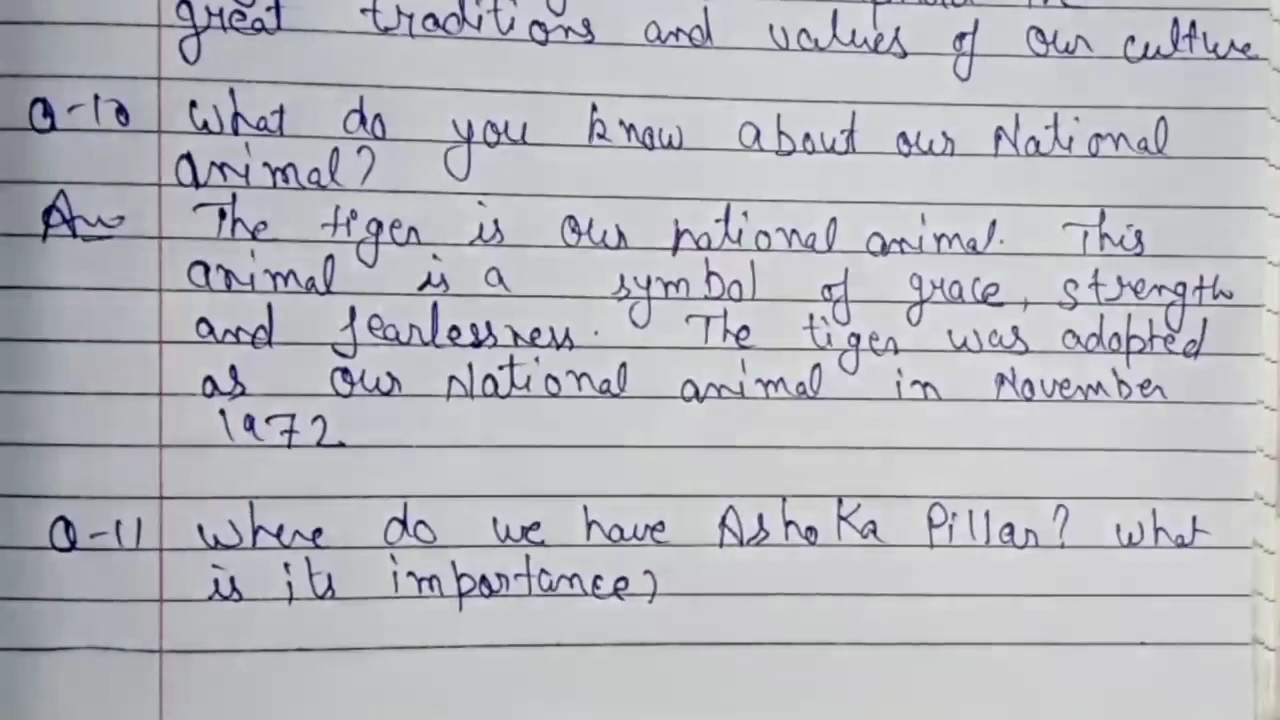 great traditions and values of our culture
Q-10 What do you know about our National
animal?
Ans The tiger is our national animal. This
animal is a symbol of grace, strength
and fearlessness. The tiger was adopted
as our National animal in November
1972
Q-11 Where do we have Ashoka Pillar? What
is its importance?